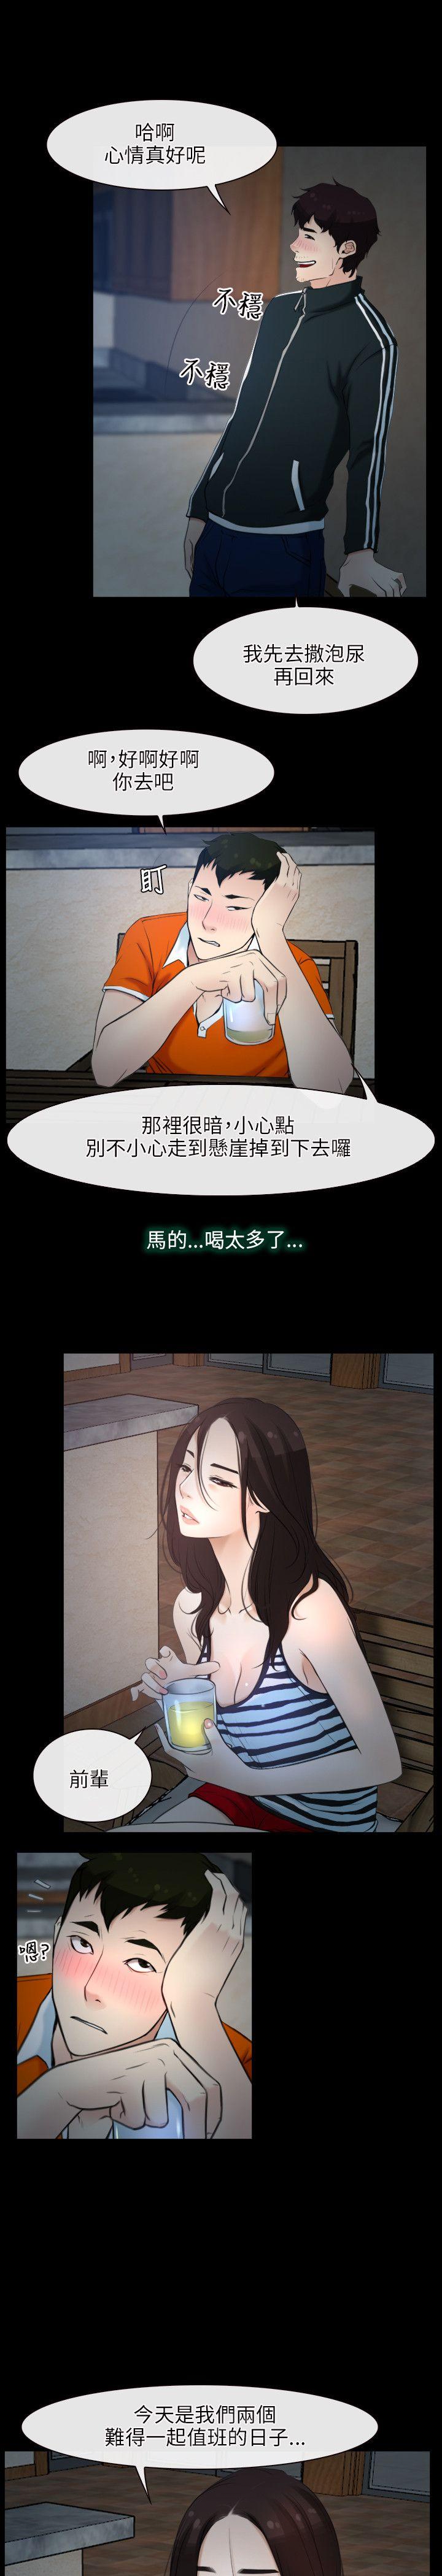 哈啊
心情真好呢
不穩
不穩
我先去撒泡尿
再回來
啊，好啊好啊
你去吧
盯
那裡很暗，小心點
別不小心走到懸崖掉到下去囉
馬的...喝太多了...
前輩
嗯?
今天是我們兩個
難得一起值班的日子...